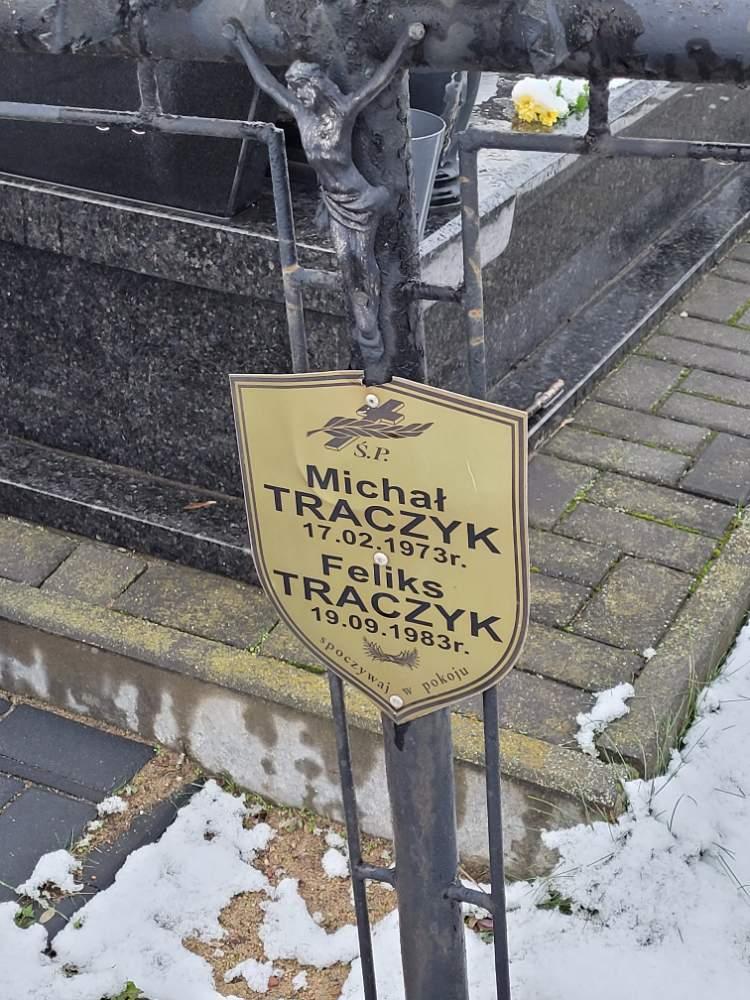 Ś.P.
Michał
TRACZYK
17.02.1973r.
Feliks
TRACZYK
19.09.1983r.
spoczywaj w pokoju